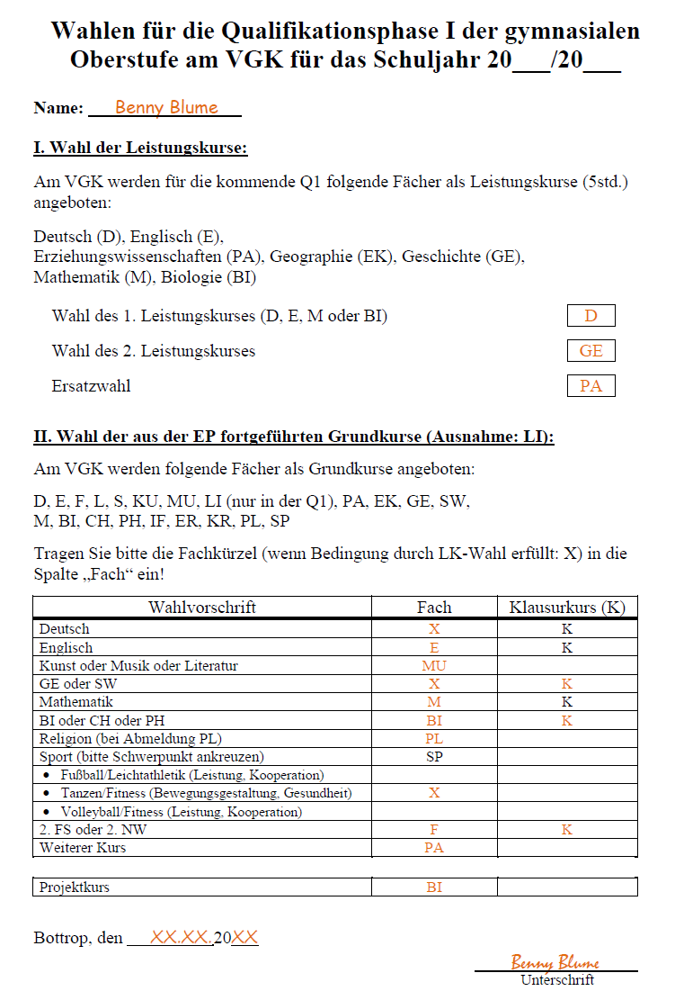 Wahlen für die Qualifikationsphase I der gymnasialen
Oberstufe am VGK für das Schuljahr 20___/20___
Name: Benny Blume
I. Wahl der Leistungskurse:
Am VGK werden für die kommende Q1 folgende Fächer als Leistungskurse (5std.)
angeboten:
Deutsch (D), Englisch (E),
Erziehungswissenschaften (PA), Geographie (EK), Geschichte (GE),
Mathematik (M), Biologie (BI)
Wahl des 1. Leistungskurses (D, E, M oder BI) D
Wahl des 2. Leistungskurses GE
Ersatzwahl PA
II. Wahl der aus der EP fortgeführten Grundkurse (Ausnahme: LI):
Am VGK werden folgende Fächer als Grundkurse angeboten:
D, E, F, L, S, KU, MU, LI (nur in der Q1), PA, EK, GE, SW,
M, BI, CH, PH, IF, ER, KR, PL, SP
Tragen Sie bitte die Fachkürzel (wenn Bedingung durch LK-Wahl erfüllt: X) in die
Spalte „Fach“ ein!
Wahlvorschrift Fach Klausurkurs (K)
Deutsch X K
Englisch E K
Kunst oder Musik oder Literatur MU
GE oder SW X K
Mathematik M K
BI oder CH oder PH BI K
Religion (bei Abmeldung PL) PL
Sport (bitte Schwerpunkt ankreuzen) SP
• Fußball/Leichtathletik (Leistung, Kooperation)
• Tanzen/Fitness (Bewegungsgestaltung, Gesundheit) X
• Volleyball/Fitness (Leistung, Kooperation)
2. FS oder 2. NW F K
Weiterer Kurs PA
Projektkurs BI
Bottrop, den XX.XX.20XX
Benny Blume
Unterschrift